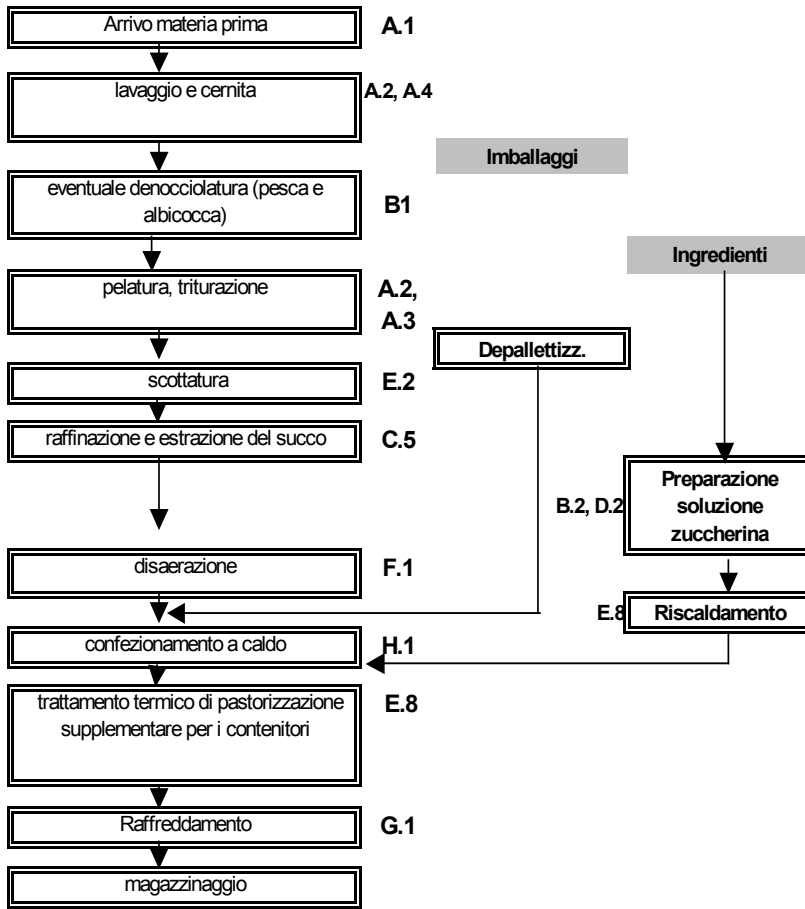 Arrivo materia prima
A.1
lavaggio e cernita
A.2, A.4
Imballaggi
eventuale denocciolatura (pesca e
albicocca)
B1
Ingredienti
pelatura, triturazione
A.2,
A.3
Depallettizz.
scottatura
E.2
raffinazione e estrazione del succo
C.5
B.2, D.2
Preparazione
soluzione
zuccherina
disaerazione
F.1
E.8
Riscaldamento
confezionamento a caldo
H.1
trattamento termico di pastorizzazione
supplementare per i contenitori
E.8
Raffreddamento
G.1
magazzinaggio